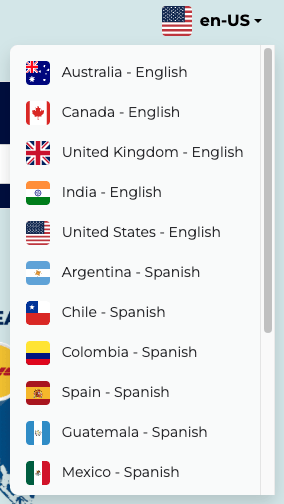 en-US
Australia - English
Canada - English
United Kingdom - English
India - English
United States - English
Argentina - Spanish
Chile - Spanish
Colombia - Spanish
Spain - Spanish
Guatemala - Spanish
Mexico - Spanish